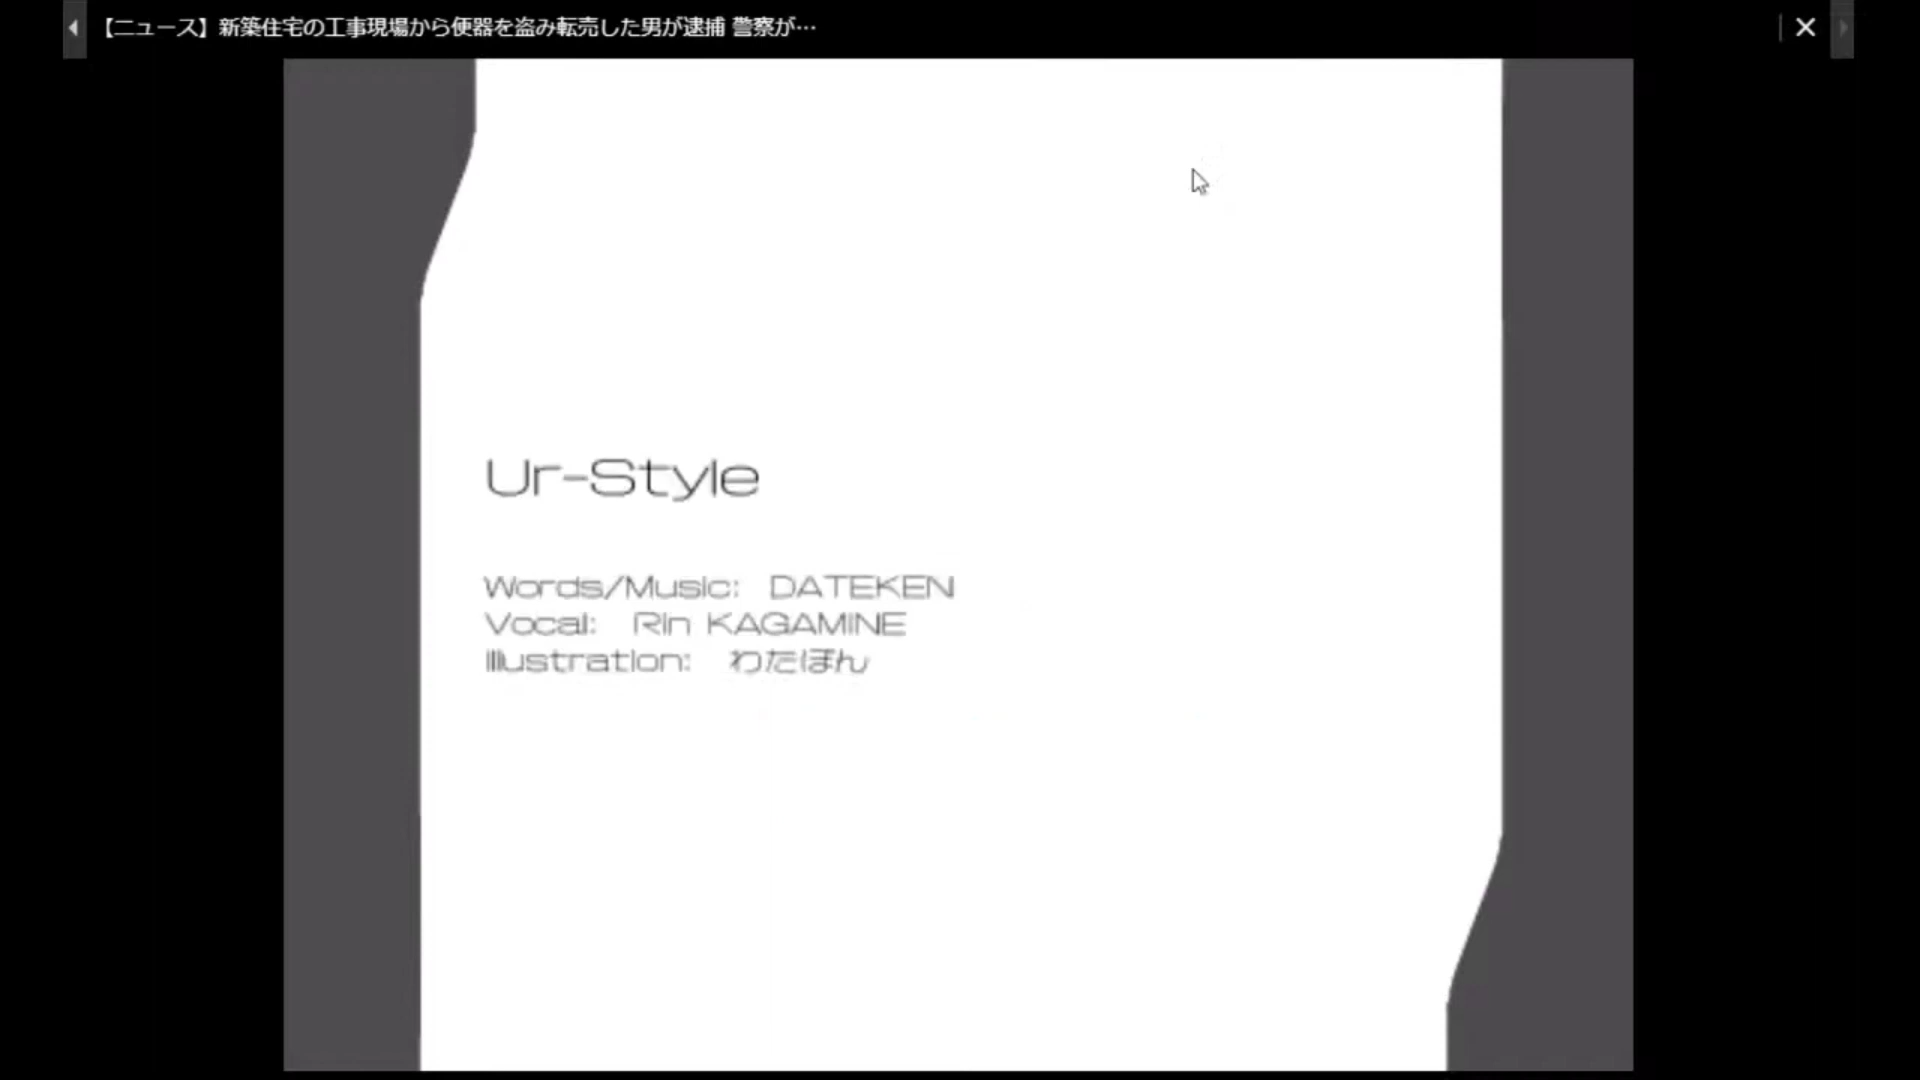 【ニュース】新築住宅の工事現場から便器を盗み転売した男が逮捕 警察が…
Ur-Style
Words/Music: DATEKEN
Vocal: Rin KAGAMINE
Illustration: わたぽん